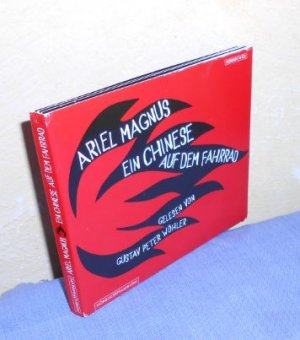 ARIEL MAGNUS
EIN CHINESE
AUF DEM FAHRRAD
GELESEN VON
GUSTAV PETER WÖHLER
ARIEL MAGNUS EIN CHINESE AUF DEM FAHRRAD